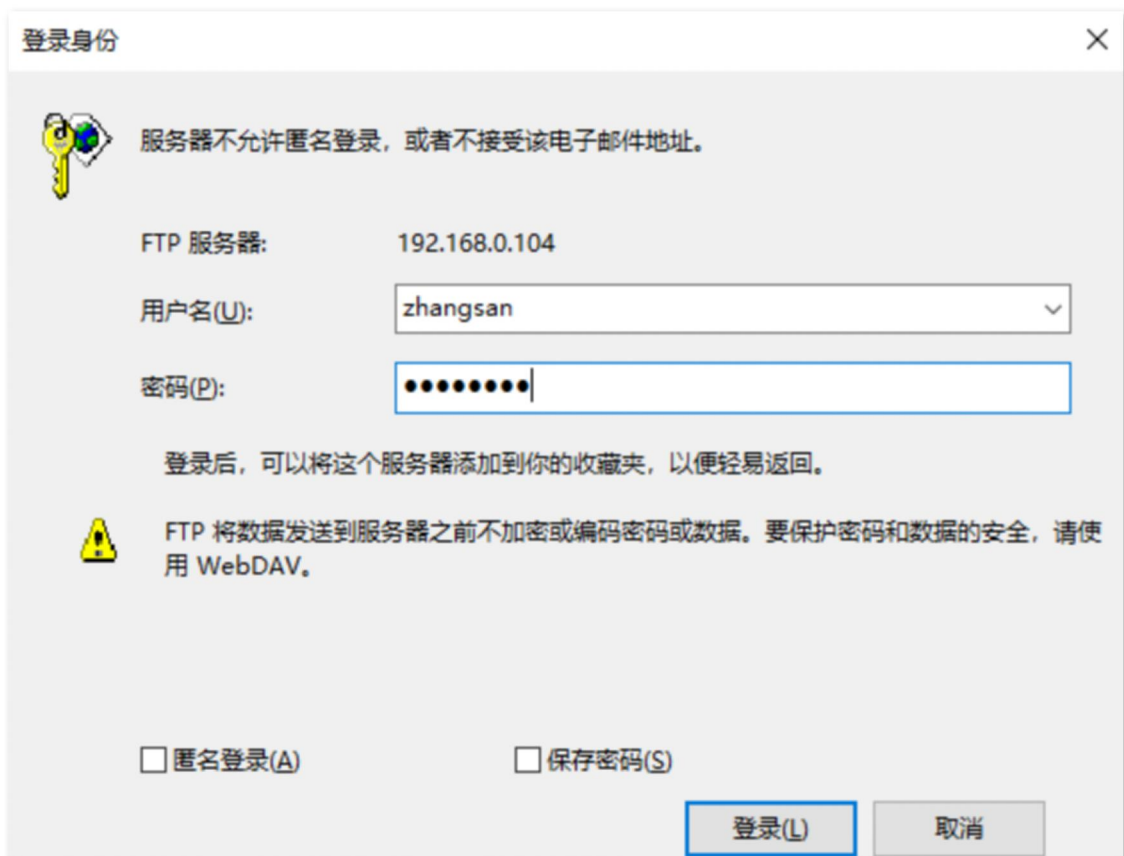 登录身份
服务器不允许匿名登录，或者不接受该电子邮件地址。
FTP 服务器: 192.168.0.104
用户名(U): zhangsan
密码(P): ●●●●●●●●
登录后，可以将这个服务器添加到你的收藏夹，以便轻易返回。
FTP 将数据发送到服务器之前不加密或编码密码或数据。要保护密码和数据的安全，请使
用 WebDAV。
匿名登录(A) 保存密码(S)
登录(L) 取消